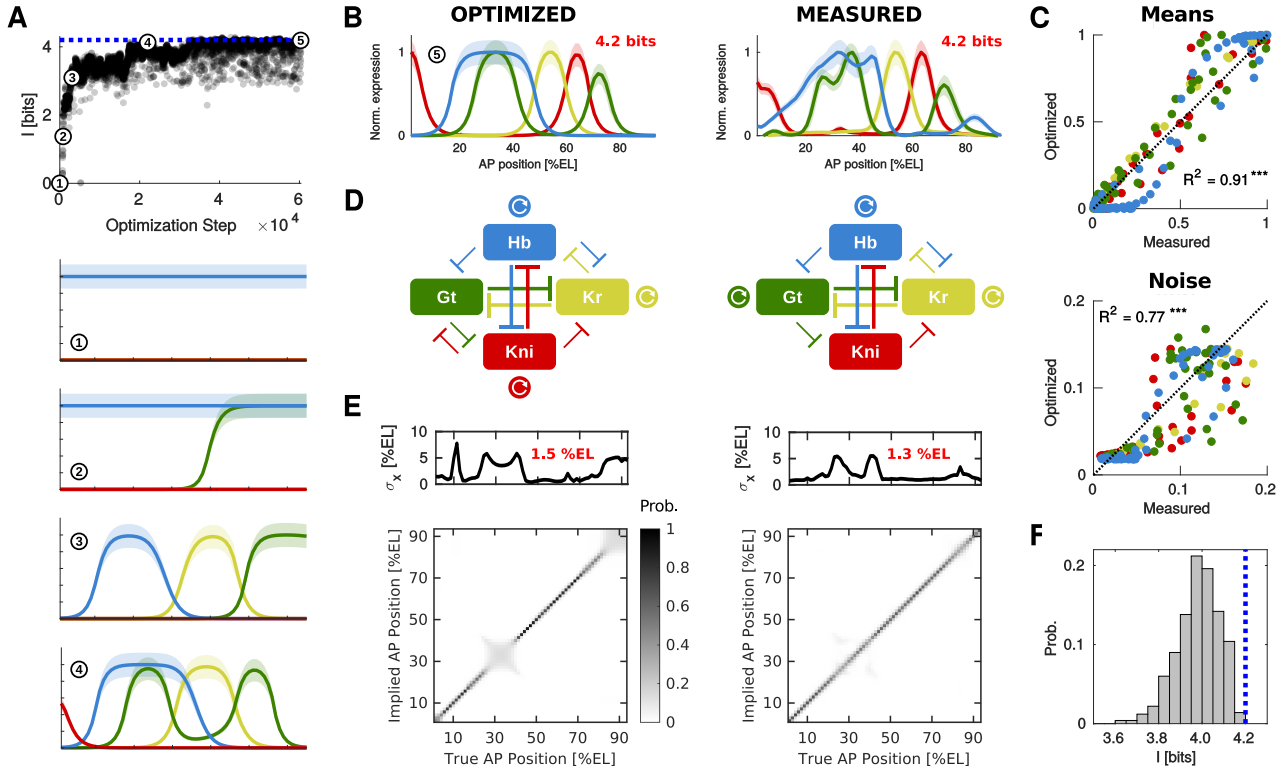 A
I [bits]
4
2
0
0
20
40
60
Optimization Step
× 10⁴
1
2
3
4
5
1
2
3
4
B
OPTIMIZED
4.2 bits
5
Norm. expression
1
0
20
40
60
80
AP position [%EL]
MEASURED
4.2 bits
Norm. expression
1
0
20
40
60
80
AP position [%EL]
C
Means
Optimized
1
0.5
0
0
0.5
1
R² = 0.91 ***
Measured
Noise
Optimized
0.2
0.1
0
0
0.1
0.2
R² = 0.77 ***
Measured
D
OPTIMIZED
Hb
Gt
Kr
Kni
MEASURED
Hb
Gt
Kr
Kni
E
σx [%EL]
10
5
0
1.5 %EL
Implied AP Position [%EL]
90
70
50
30
10
10
30
50
70
90
True AP Position [%EL]
Prob.
1
0.8
0.6
0.4
0.2
0
σx [%EL]
10
5
0
1.3 %EL
Implied AP Position [%EL]
90
70
50
30
10
10
30
50
70
90
True AP Position [%EL]
F
Prob.
0.2
0.1
0
3.6
3.8
4.0
4.2
I [bits]